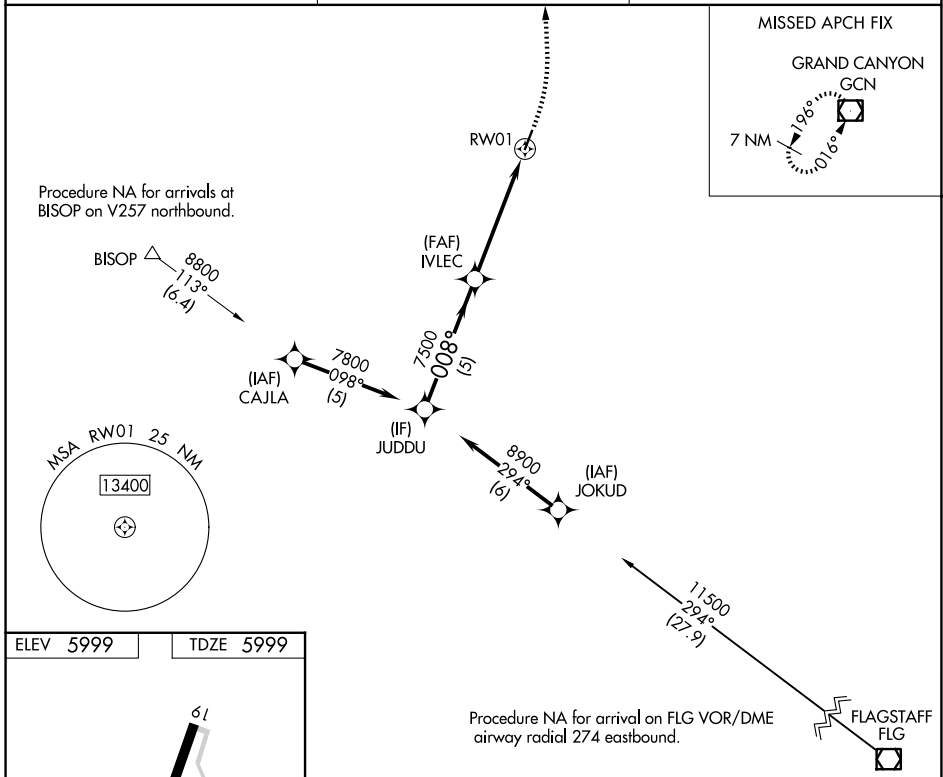 MISSED APCH FIX
GRAND CANYON
GCN
196°
016°
7 NM
RW01
Procedure NA for arrivals at
BISOP on V257 northbound.
BISOP
8800
113°
(6.4)
(FAF)
IVLEC
7500
008°
(5)
7800
098°
(5)
(IAF)
CAJLA
(IF)
JUDDU
8900
294°
(6)
(IAF)
JOKUD
MSA RW01 25 NM
13400
11500
294°
(27.9)
ELEV 5999
TDZE 5999
19
Procedure NA for arrival on FLG VOR/DME
airway radial 274 eastbound.
FLAGSTAFF
FLG